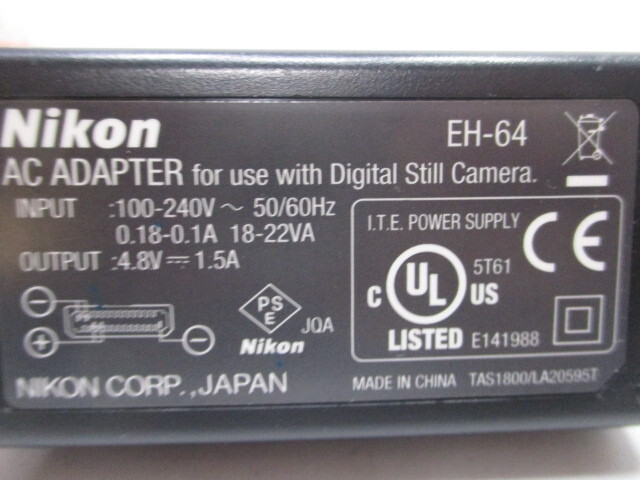 Nikon
EH-64
AC ADAPTER for use with Digital Still Camera.
INPUT :100-240V ~ 50/60Hz
0.18-0.1A 18-22VA
OUTPUT :4.8V⎓1.5A
I.T.E. POWER SUPPLY
5T61
C UL US
LISTED E141988
CE
PS
E
JQA
Nikon
NIKON CORP.,JAPAN
MADE IN CHINA TAS1800/LA20595T